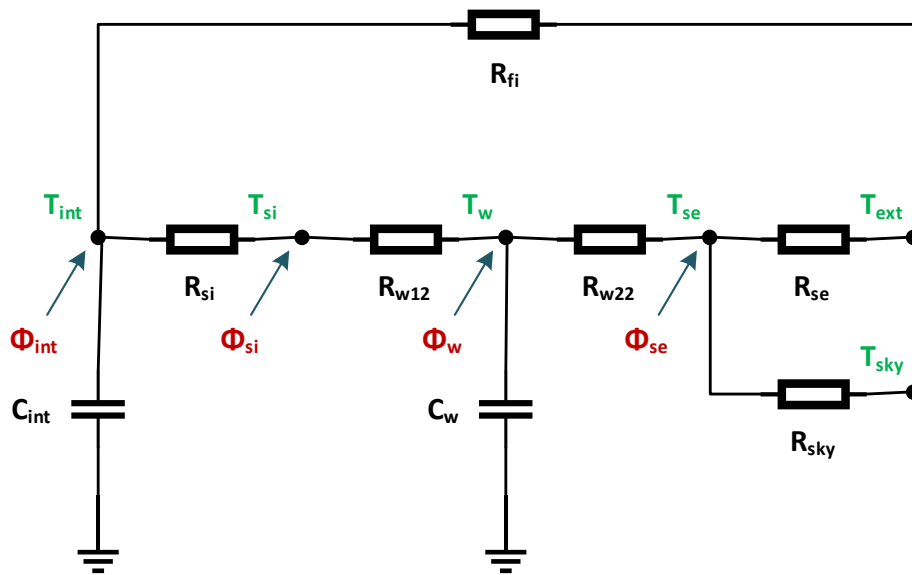 R_fi
T_int T_si T_w T_se T_ext
R_si R_w12 R_w22 R_se
Φ_int Φ_si Φ_w Φ_se
T_sky
C_int C_w
R_sky